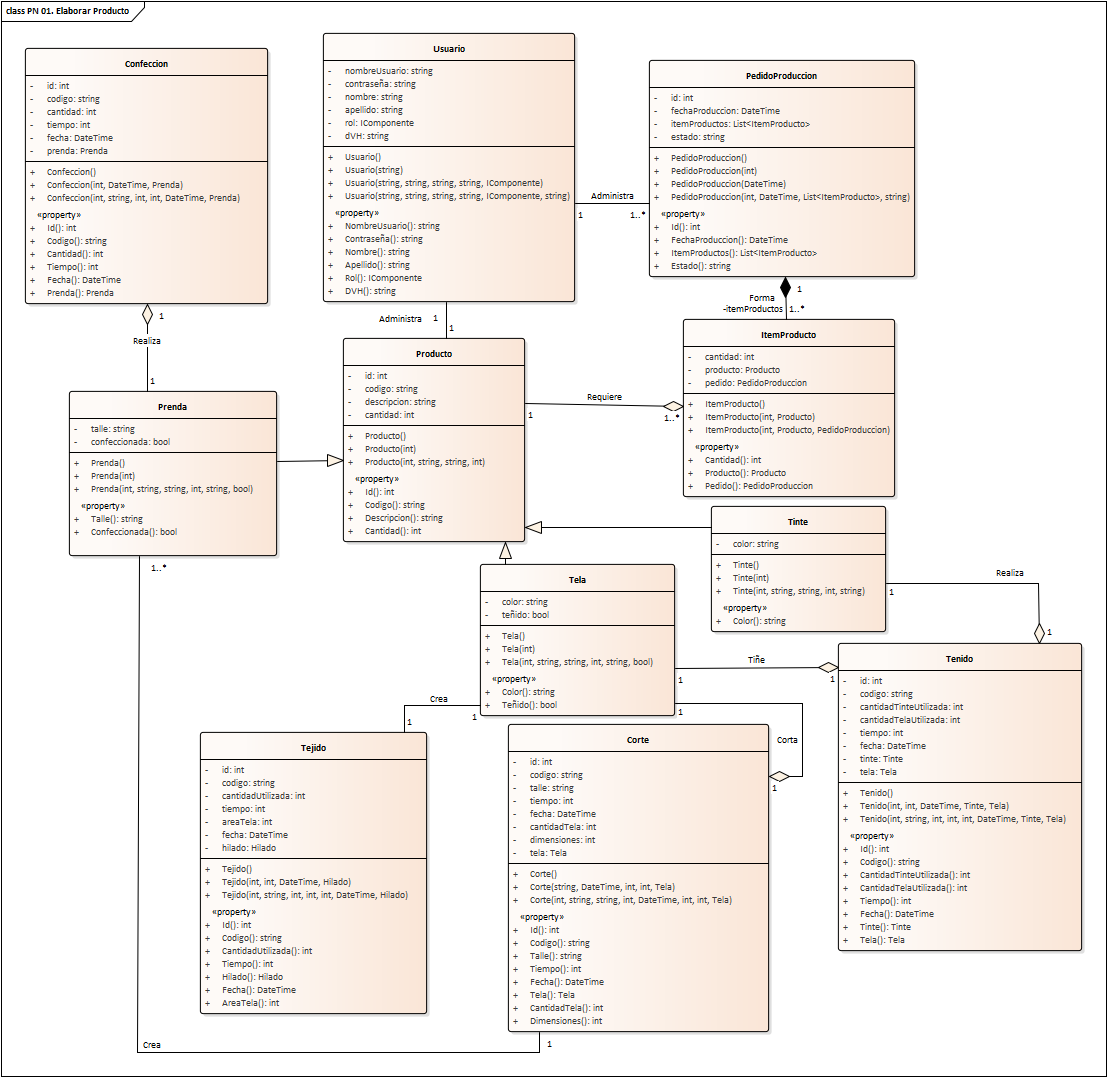 class PN 01. Elaborar Producto
Confeccion
- id: int
- codigo: string
- cantidad: int
- tiempo: int
- fecha: DateTime
- prenda: Prenda
+ Confeccion()
+ Confeccion(int, DateTime, Prenda)
+ Confeccion(int, string, int, int, DateTime, Prenda)
«property»
+ Id(): int
+ Codigo(): string
+ Cantidad(): int
+ Tiempo(): int
+ Fecha(): DateTime
+ Prenda(): Prenda
Usuario
- nombreUsuario: string
- contraseña: string
- nombre: string
- apellido: string
- rol: IComponente
- dVH: string
+ Usuario()
+ Usuario(string)
+ Usuario(string, string, string, string, IComponente)
+ Usuario(string, string, string, string, IComponente, string)
«property»
+ NombreUsuario(): string
+ Contraseña(): string
+ Nombre(): string
+ Apellido(): string
+ Rol(): IComponente
+ DVH(): string
Administra
1
1..*
PedidoProduccion
- id: int
- fechaProduccion: DateTime
- itemProductos: List<ItemProducto>
- estado: string
+ PedidoProduccion()
+ PedidoProduccion(int)
+ PedidoProduccion(DateTime)
+ PedidoProduccion(int, DateTime, List<ItemProducto>, string)
«property»
+ Id(): int
+ FechaProduccion(): DateTime
+ ItemProductos(): List<ItemProducto>
+ Estado(): string
1
Forma
-itemProductos
1..*
1
Realiza
1
Administra
1
1
Prenda
- talle: string
- confeccionada: bool
+ Prenda()
+ Prenda(int)
+ Prenda(int, string, string, int, string, bool)
«property»
+ Talle(): string
+ Confeccionada(): bool
1..*
Producto
- id: int
- codigo: string
- descripcion: string
- cantidad: int
+ Producto()
+ Producto(int)
+ Producto(int, string, string, int)
«property»
+ Id(): int
+ Codigo(): string
+ Descripcion(): string
+ Cantidad(): int
Requiere
1
1..*
ItemProducto
- cantidad: int
- producto: Producto
- pedido: PedidoProduccion
+ ItemProducto()
+ ItemProducto(int, Producto)
+ ItemProducto(int, Producto, PedidoProduccion)
«property»
+ Cantidad(): int
+ Producto(): Producto
+ Pedido(): PedidoProduccion
Tinte
- color: string
+ Tinte()
+ Tinte(int)
+ Tinte(int, string, string, int, string)
«property»
+ Color(): string
Realiza
1
1
Tela
- color: string
- teñido: bool
+ Tela()
+ Tela(int)
+ Tela(int, string, string, int, string, bool)
«property»
+ Color(): string
+ Teñido(): bool
Tiñe
1
1
Crea
1
1
1
Corta
1
Tenido
- id: int
- codigo: string
- cantidadTinteUtilizada: int
- cantidadTelaUtilizada: int
- tiempo: int
- fecha: DateTime
- tinte: Tinte
- tela: Tela
+ Tenido()
+ Tenido(int, int, DateTime, Tinte, Tela)
+ Tenido(int, string, int, int, int, DateTime, Tinte, Tela)
«property»
+ Id(): int
+ Codigo(): string
+ CantidadTinteUtilizada(): int
+ CantidadTelaUtilizada(): int
+ Tiempo(): int
+ Fecha(): DateTime
+ Tinte(): Tinte
+ Tela(): Tela
Tejido
- id: int
- codigo: string
- cantidadUtilizada: int
- tiempo: int
- areaTela: int
- fecha: DateTime
- hilado: Hilado
+ Tejido()
+ Tejido(int, int, DateTime, Hilado)
+ Tejido(int, string, int, int, int, DateTime, Hilado)
«property»
+ Id(): int
+ Codigo(): string
+ CantidadUtilizada(): int
+ Tiempo(): int
+ Hilado(): Hilado
+ Fecha(): DateTime
+ AreaTela(): int
Corte
- id: int
- codigo: string
- talle: string
- tiempo: int
- fecha: DateTime
- cantidadTela: int
- dimensiones: int
- tela: Tela
+ Corte()
+ Corte(string, DateTime, int, int, Tela)
+ Corte(int, string, string, int, DateTime, int, int, Tela)
«property»
+ Id(): int
+ Codigo(): string
+ Talle(): string
+ Tiempo(): int
+ Fecha(): DateTime
+ Tela(): Tela
+ CantidadTela(): int
+ Dimensiones(): int
Crea
1